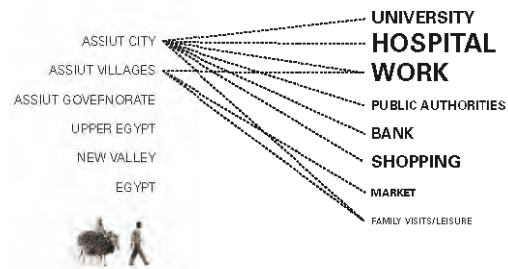 ASSIUT CITY
ASSIUT VILLAGES
ASSIUT GOVEFNORATE
UPPER EGYPT
NEW VALLEY
EGYPT
UNIVERSITY
HOSPITAL
WORK
PUBLIC AUTHORITIES
BANK
SHOPPING
MARKET
FAMILY VISITS/LEISURE